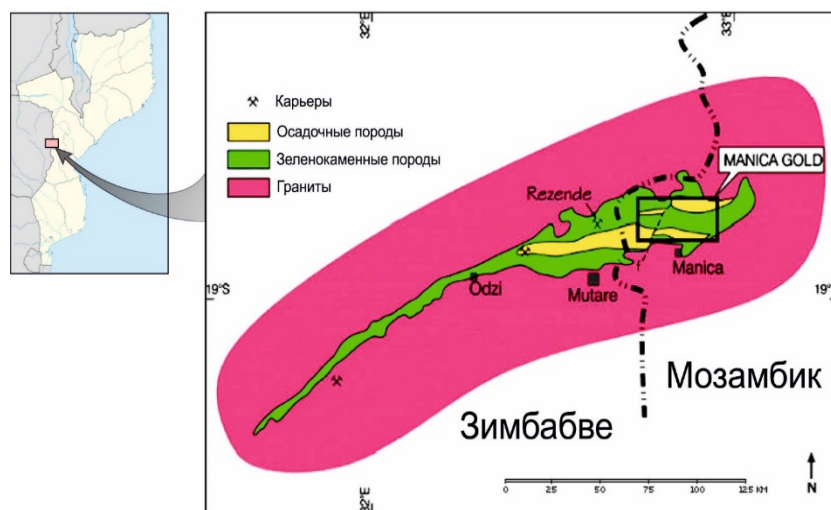 32°E
33°E
Карьеры
Осадочные породы
Зеленокаменные породы
Граниты
MANICA GOLD
Rezende
f
Odzi
Mutare
Manica
19°S
19°
Мозамбик
Зимбабве
32°E
0 25 50 75 100 125 KM
N